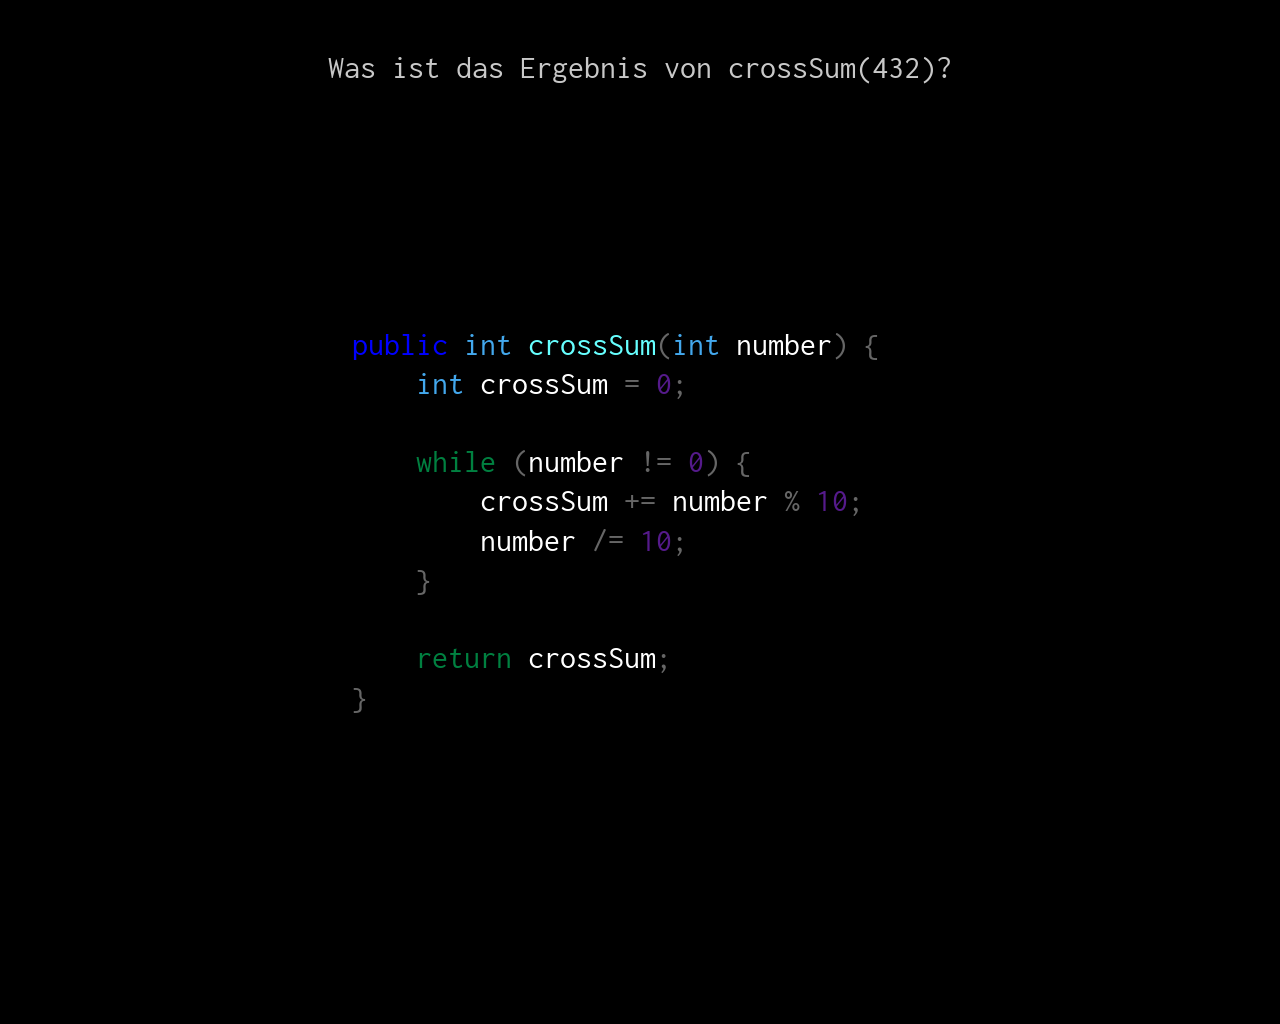 Was ist das Ergebnis von crossSum(432)?
public int crossSum(int number) {
    int crossSum = 0;
    while (number != 0) {
        crossSum += number % 10;
        number /= 10;
    }
    return crossSum;
}